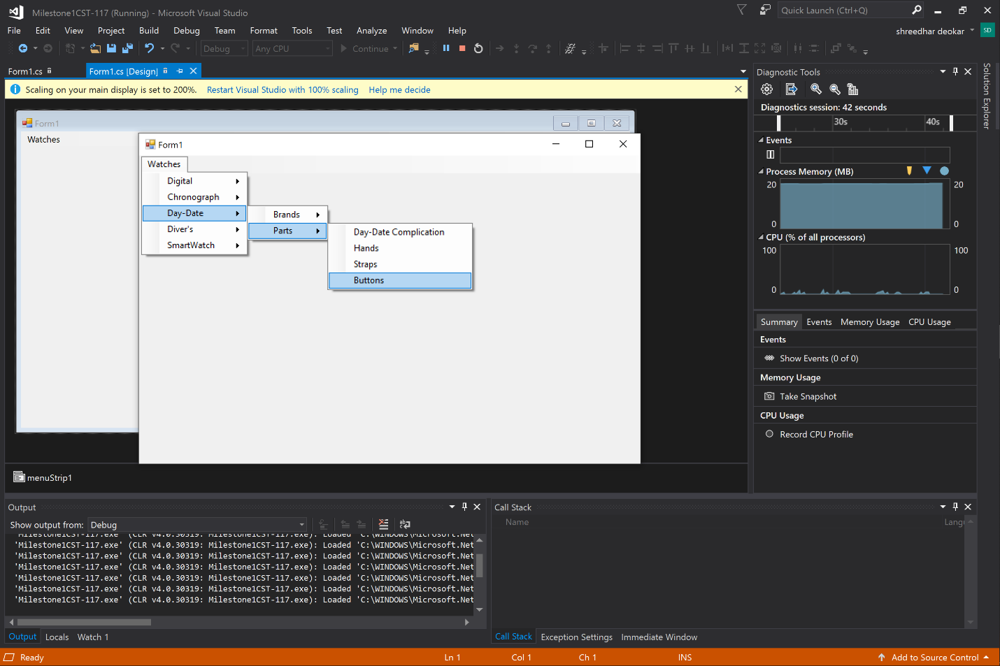 Milestone1CST-117 (Running) - Microsoft Visual Studio
Quick Launch (Ctrl+Q)
File Edit View Project Build Debug Team Format Tools Test Analyze Window Help
shreedhar deokar SD
Debug Any CPU Continue
Form1.cs Form1.cs [Design]
Scaling on your main display is set to 200%. Restart Visual Studio with 100% scaling Help me decide
Form1
Watches
Form1
Watches
Digital
Chronograph
Day-Date
Diver's
SmartWatch
Brands
Parts
Day-Date Complication
Hands
Straps
Buttons
menuStrip1
Diagnostic Tools
Diagnostics session: 42 seconds
30s 40s
Events
Process Memory (MB)
20 20
0 0
CPU (% of all processors)
100 100
0 0
Summary Events Memory Usage CPU Usage
Events
Show Events (0 of 0)
Memory Usage
Take Snapshot
CPU Usage
Record CPU Profile
Solution Explorer
Output
Show output from: Debug
'Milestone1CST-117.exe' (CLR v4.0.30319: Milestone1CST-117.exe): Loaded 'C:\WINDOWS\Microsoft.Net
'Milestone1CST-117.exe' (CLR v4.0.30319: Milestone1CST-117.exe): Loaded 'C:\WINDOWS\Microsoft.Net
'Milestone1CST-117.exe' (CLR v4.0.30319: Milestone1CST-117.exe): Loaded 'C:\WINDOWS\Microsoft.Net
'Milestone1CST-117.exe' (CLR v4.0.30319: Milestone1CST-117.exe): Loaded 'C:\WINDOWS\Microsoft.Net
'Milestone1CST-117.exe' (CLR v4.0.30319: Milestone1CST-117.exe): Loaded 'C:\WINDOWS\Microsoft.Net
'Milestone1CST-117.exe' (CLR v4.0.30319: Milestone1CST-117.exe): Loaded 'C:\WINDOWS\Microsoft.Net
'Milestone1CST-117.exe' (CLR v4.0.30319: Milestone1CST-117.exe): Loaded 'C:\WINDOWS\Microsoft.Net
Output Locals Watch 1
Call Stack
Name Langu
Call Stack Exception Settings Immediate Window
Ready Ln 1 Col 1 Ch 1 INS Add to Source Control